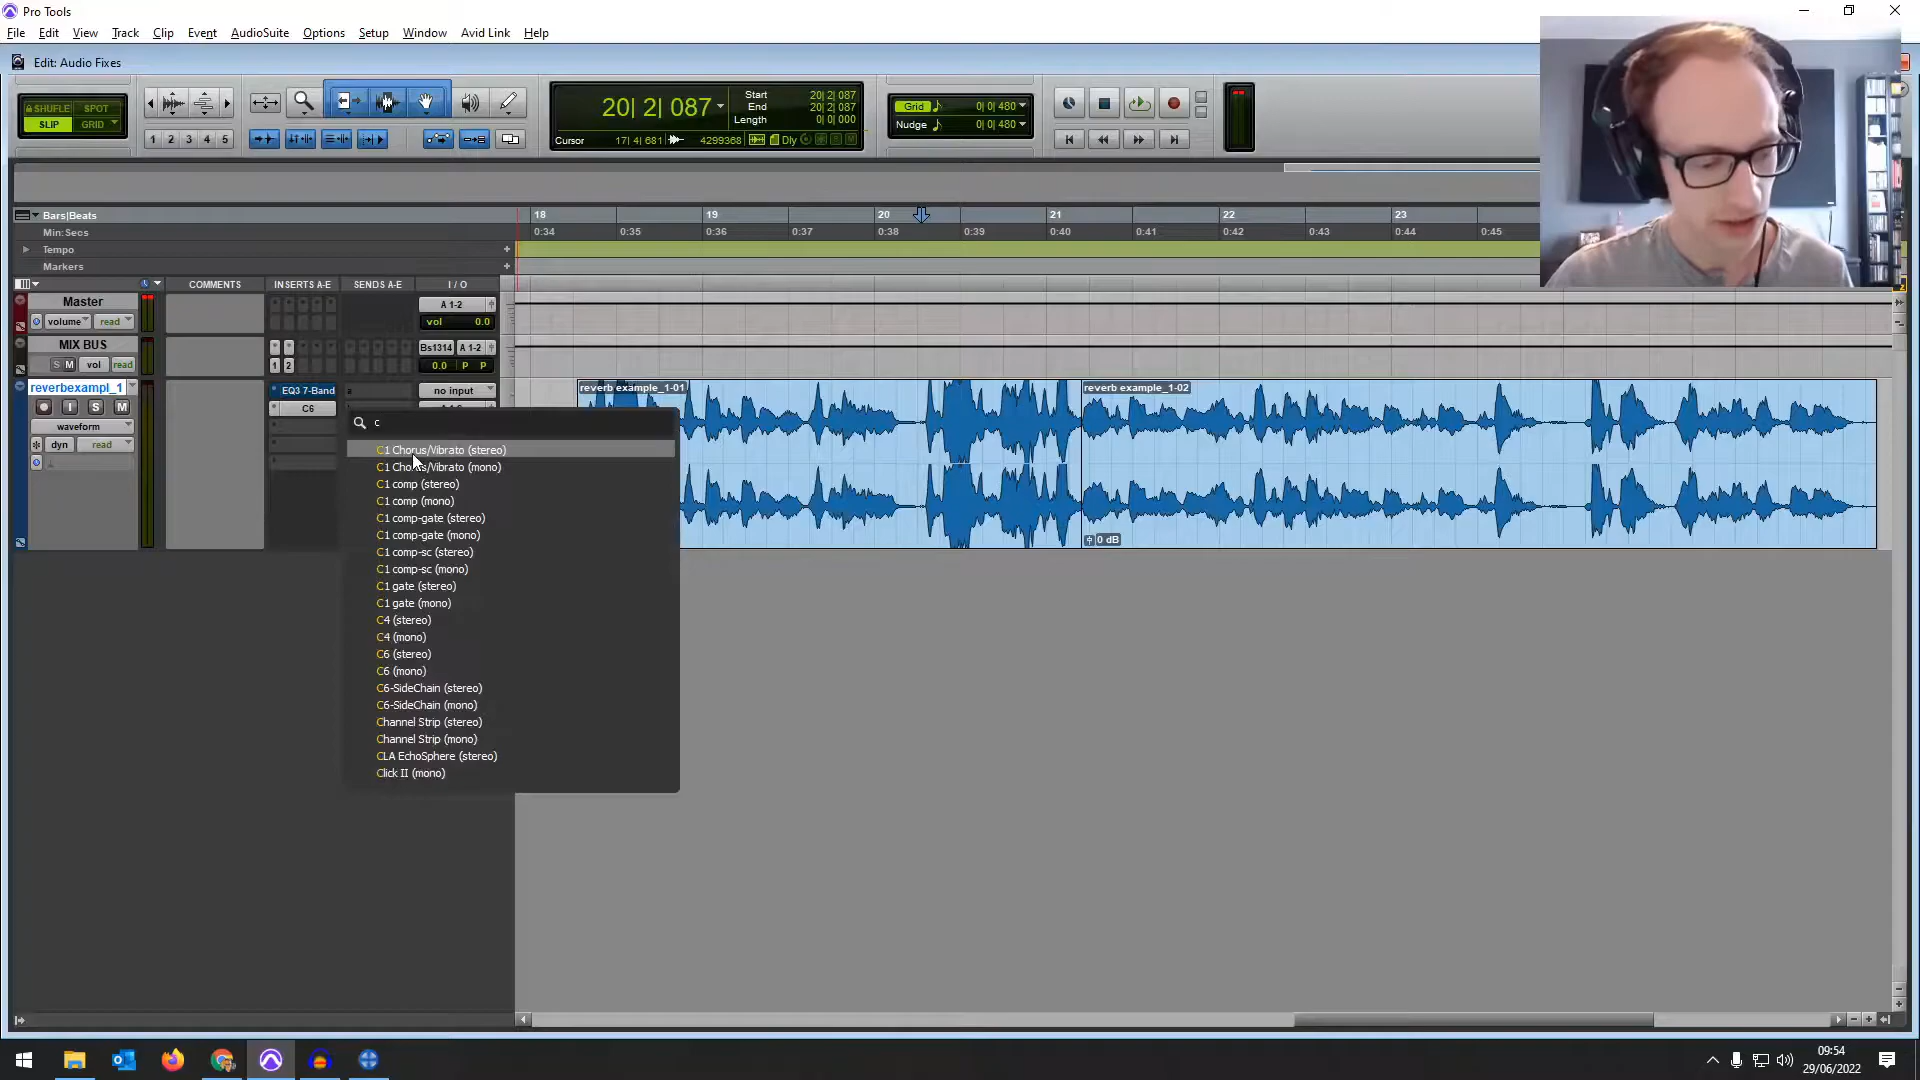 Pro Tools
File Edit View Track Clip Event AudioSuite Options Setup Window Avid Link Help
Edit: Audio Fixes
SHUFFLE SPOT
SLIP GRID
1 2 3 4 5
20| 2| 087
Start 20| 2| 087
End 20| 2| 087
Length 0| 0| 000
Cursor 17| 4| 681 4299368 Dly
Grid 0| 0| 480
Nudge 0| 0| 480
Bars|Beats 18 19 20 21 22 23
Min:Secs 0:34 0:35 0:36 0:37 0:38 0:39 0:40 0:41 0:42 0:43 0:44 0:45
Tempo
Markers
COMMENTS INSERTS A-E SENDS A-E I / O
Master A 1-2
volume read vol 0.0
MIX BUS Bs1314 A 1-2
S M vol read 1 2 0.0 P P
reverbexampl_1 EQ3 7-Band a no input
I S M C6
waveform
dyn read
reverb example_1-01 reverb example_1-02
0 dB
c
C1 Chorus/Vibrato (stereo)
C1 Chorus/Vibrato (mono)
C1 comp (stereo)
C1 comp (mono)
C1 comp-gate (stereo)
C1 comp-gate (mono)
C1 comp-sc (stereo)
C1 comp-sc (mono)
C1 gate (stereo)
C1 gate (mono)
C4 (stereo)
C4 (mono)
C6 (stereo)
C6 (mono)
C6-SideChain (stereo)
C6-SideChain (mono)
Channel Strip (stereo)
Channel Strip (mono)
CLA EchoSphere (stereo)
Click II (mono)
09:54
29/06/2022